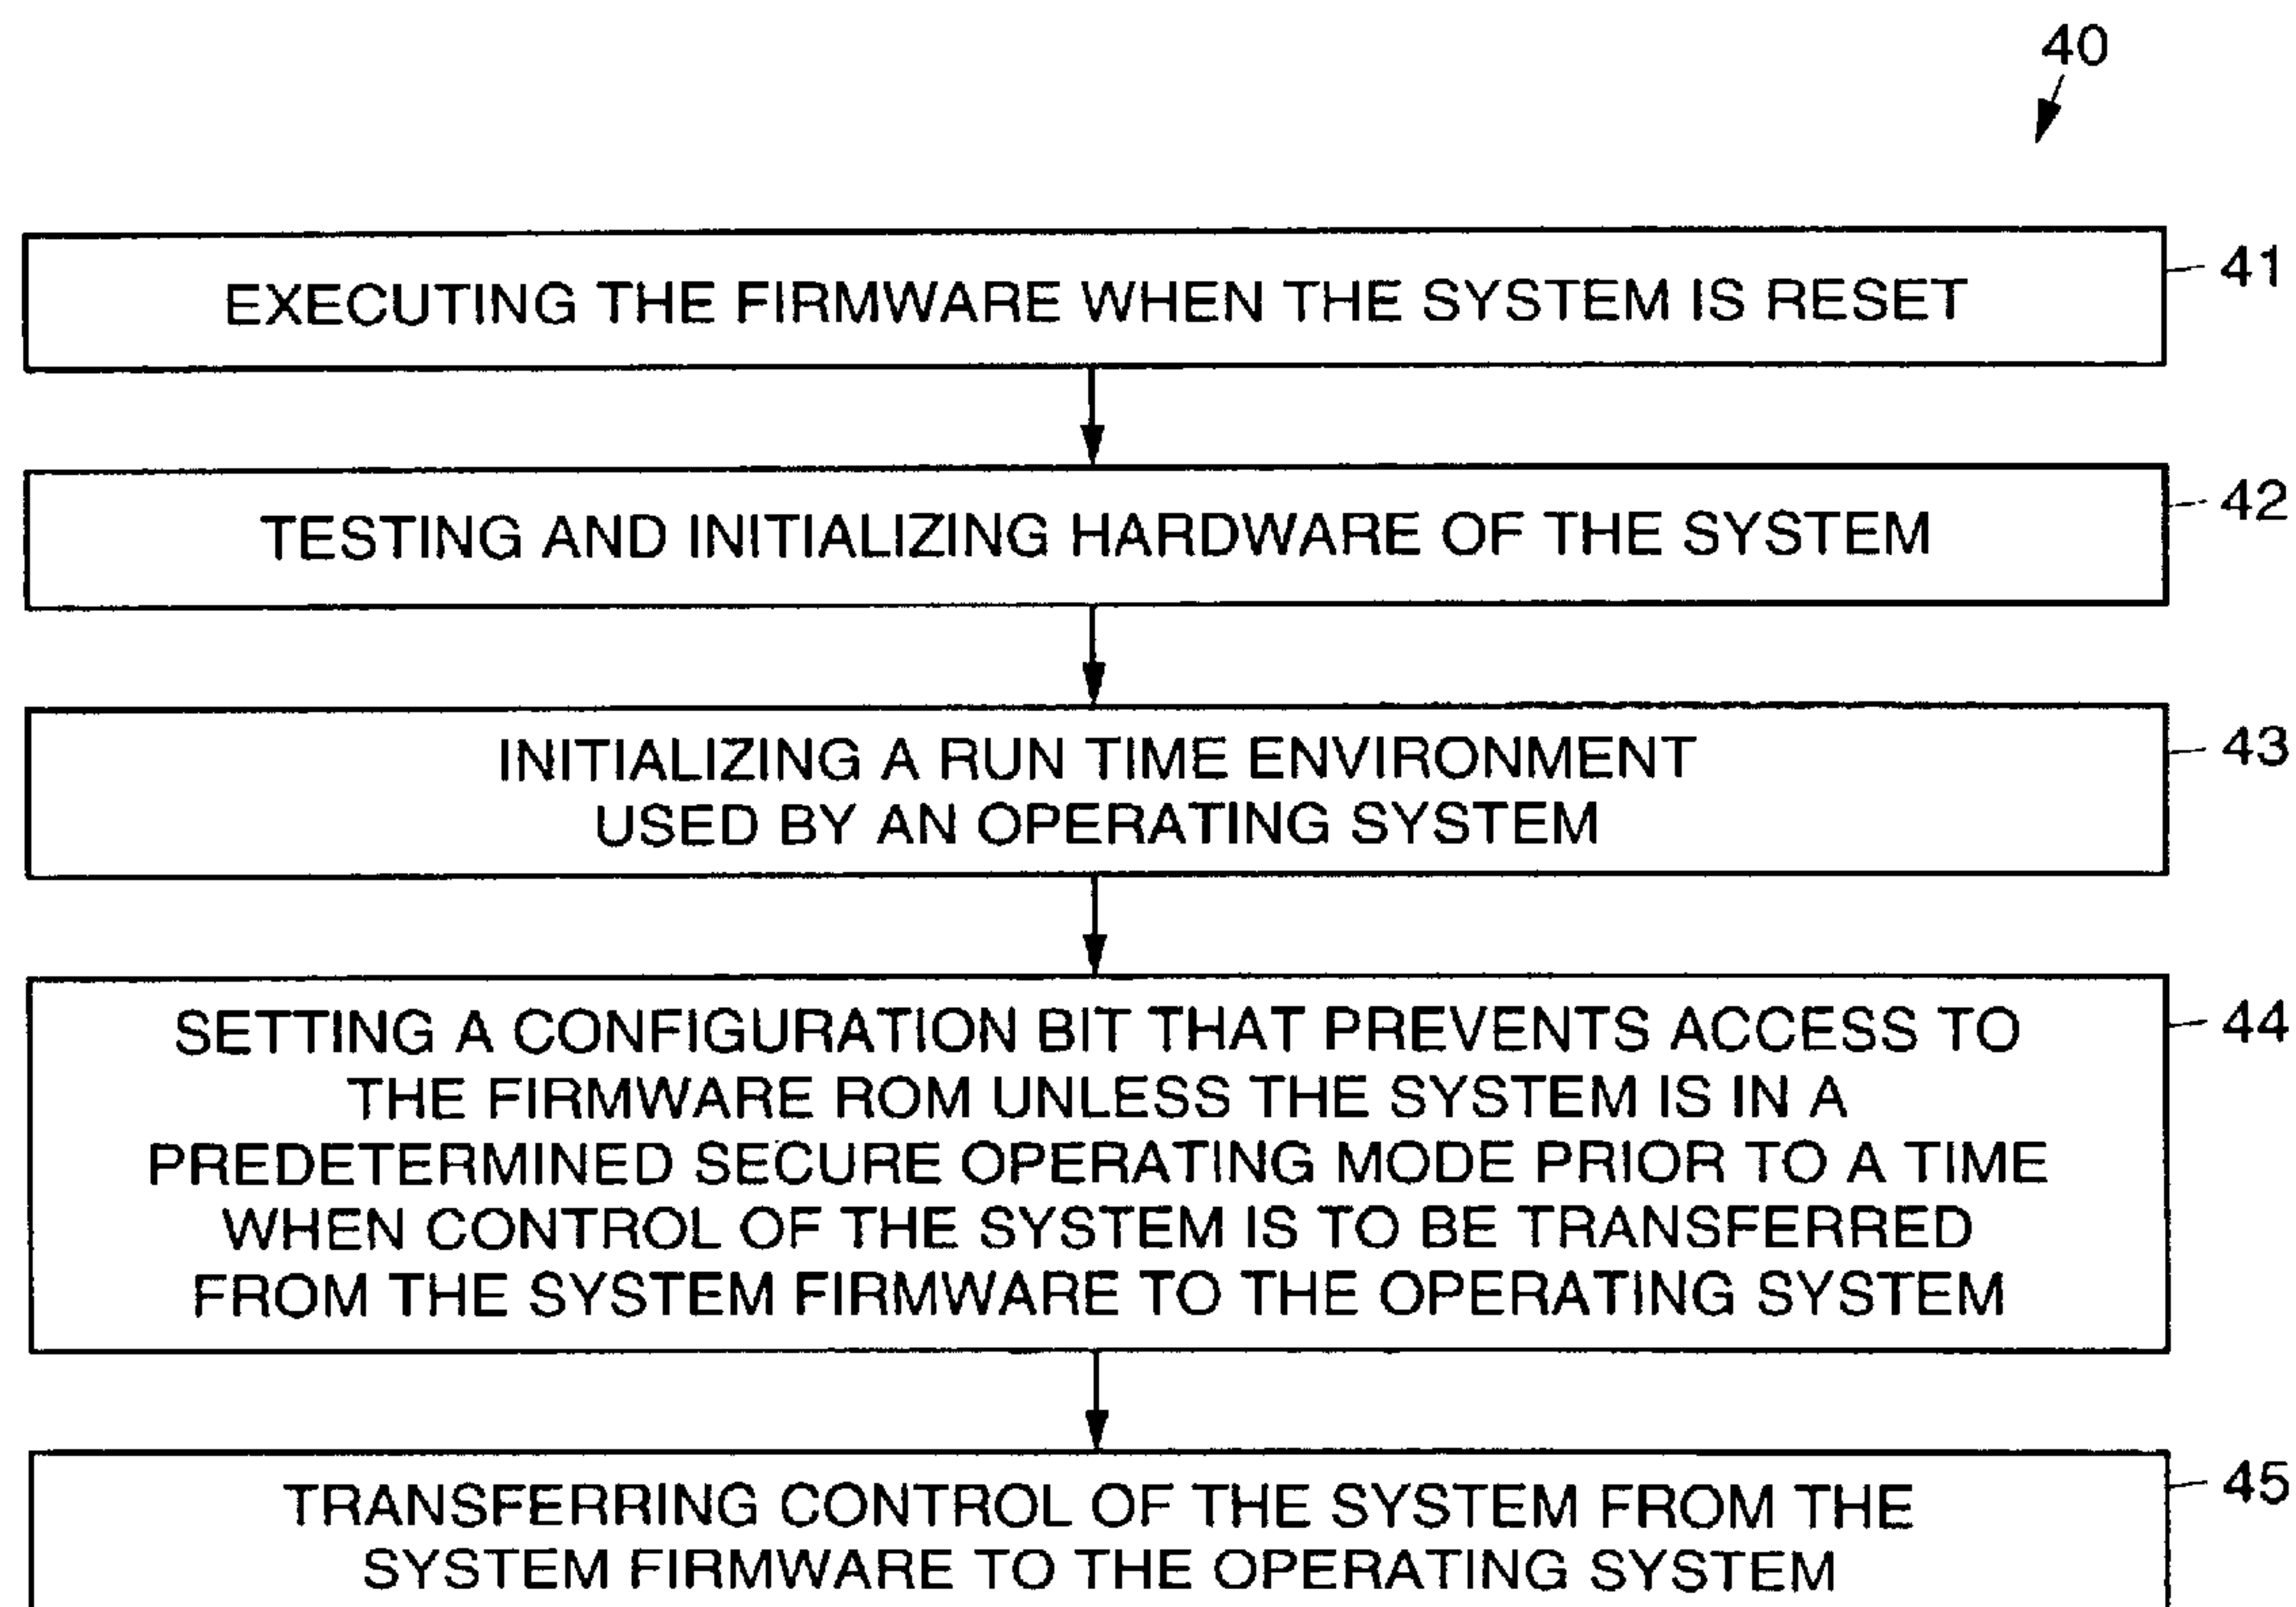 40
EXECUTING THE FIRMWARE WHEN THE SYSTEM IS RESET
41
TESTING AND INITIALIZING HARDWARE OF THE SYSTEM
42
INITIALIZING A RUN TIME ENVIRONMENT
USED BY AN OPERATING SYSTEM
43
SETTING A CONFIGURATION BIT THAT PREVENTS ACCESS TO
THE FIRMWARE ROM UNLESS THE SYSTEM IS IN A
PREDETERMINED SECURE OPERATING MODE PRIOR TO A TIME
WHEN CONTROL OF THE SYSTEM IS TO BE TRANSFERRED
FROM THE SYSTEM FIRMWARE TO THE OPERATING SYSTEM
44
TRANSFERRING CONTROL OF THE SYSTEM FROM THE
SYSTEM FIRMWARE TO THE OPERATING SYSTEM
45